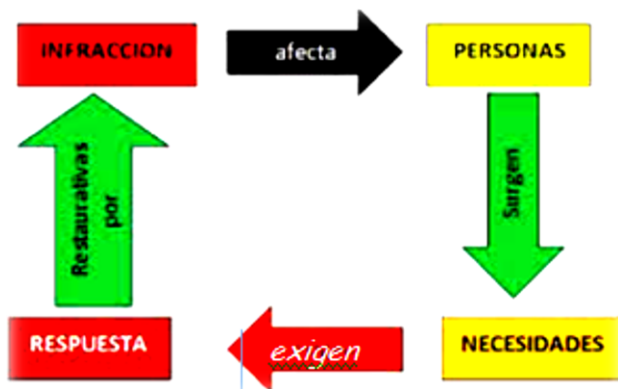 INFRACCION
afecta
PERSONAS
Surgen
NECESIDADES
exigen
RESPUESTA
Restaurativas
por